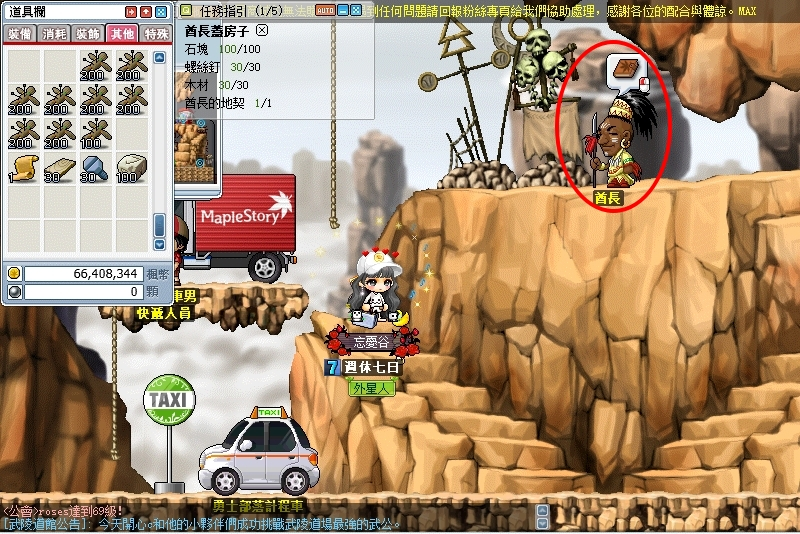 道具欄
任務指引 (1/5)
AUTO
到任何問題請回報粉絲專頁給我們協助處理，感謝各位的配合與體諒。MAX
裝備 消耗 裝飾 其他 特殊
首長蓋房子
石塊 100/100
螺絲釘 30/30
木材 30/30
酋長的地契 1/1
200 200
200 200 200 200
200 200 100
1 30 30 100
66,408,344 楓幣
0 顆
MapleStory
車男
快遞人員
酋長
忘憂谷
7 週休七日
外星人
TAXI
TAXI
勇士部落計程車
<公會>roses達到69級!
[武陵道館公告]: 今天開心c和他的小夥伴們成功挑戰武陵道場最強的武公。